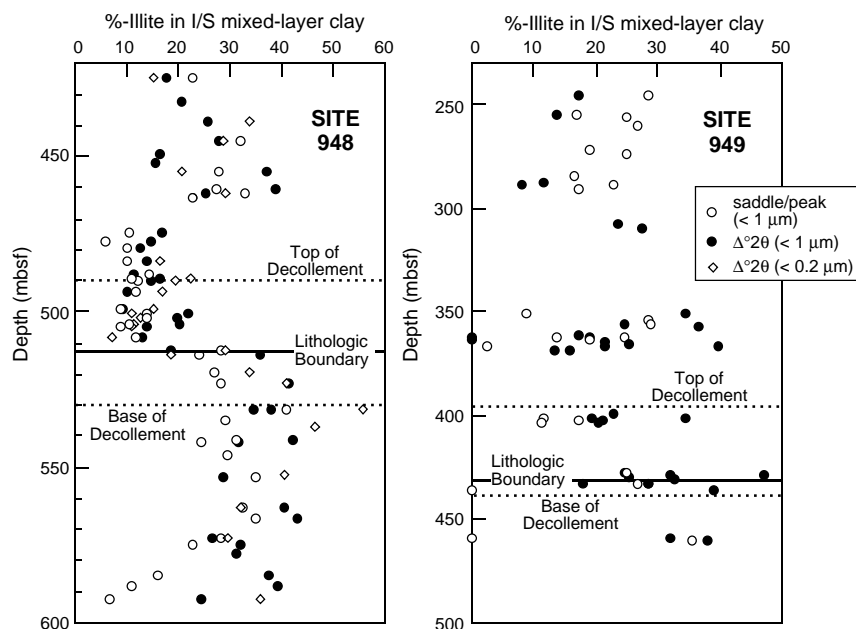 %-Illite in I/S mixed-layer clay
0 10 20 30 40 50 60
450
500
550
600
Depth (mbsf)
SITE
948
Top of
Decollement
Lithologic
Boundary
Base of
Decollement
%-Illite in I/S mixed-layer clay
0 10 20 30 40 50
250
300
350
400
450
500
Depth (mbsf)
SITE
949
saddle/peak
(< 1 μm)
Δ°2θ (< 1 μm)
Δ°2θ (< 0.2 μm)
Top of
Decollement
Lithologic
Boundary
Base of
Decollement